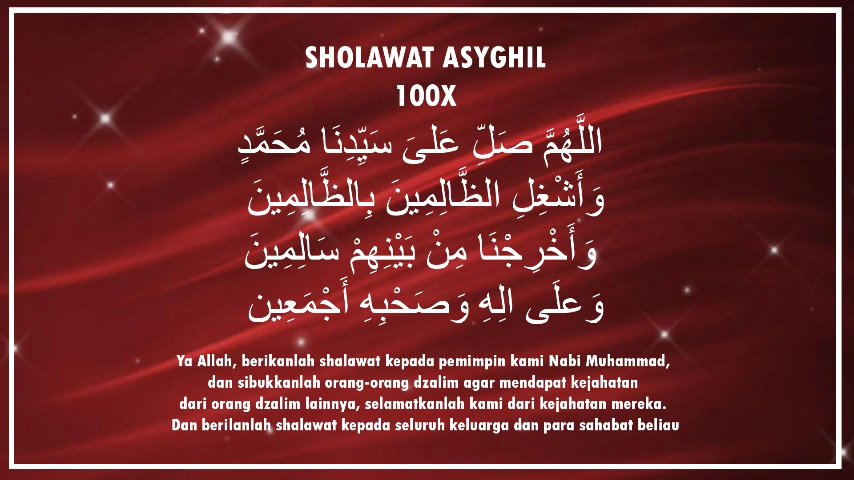 SHOLAWAT ASYGHIL
100X
اللَّهُمَّ صَلِّ عَلىَ سَيِّدِنَا مُحَمَّدٍ
وَأَشْغِلِ الظَّالِمِينَ بِالظَّالِمِينَ
وَأَخْرِجْنَا مِنْ بَيْنِهِمْ سَالِمِينَ
وَعلَى الِهِ وَصَحْبِهِ أَجْمَعِين
Ya Allah, berikanlah shalawat kepada pemimpin kami Nabi Muhammad,
dan sibukkanlah orang-orang dzalim agar mendapat kejahatan
dari orang dzalim lainnya, selamatkanlah kami dari kejahatan mereka.
Dan berilanlah shalawat kepada seluruh keluarga dan para sahabat beliau